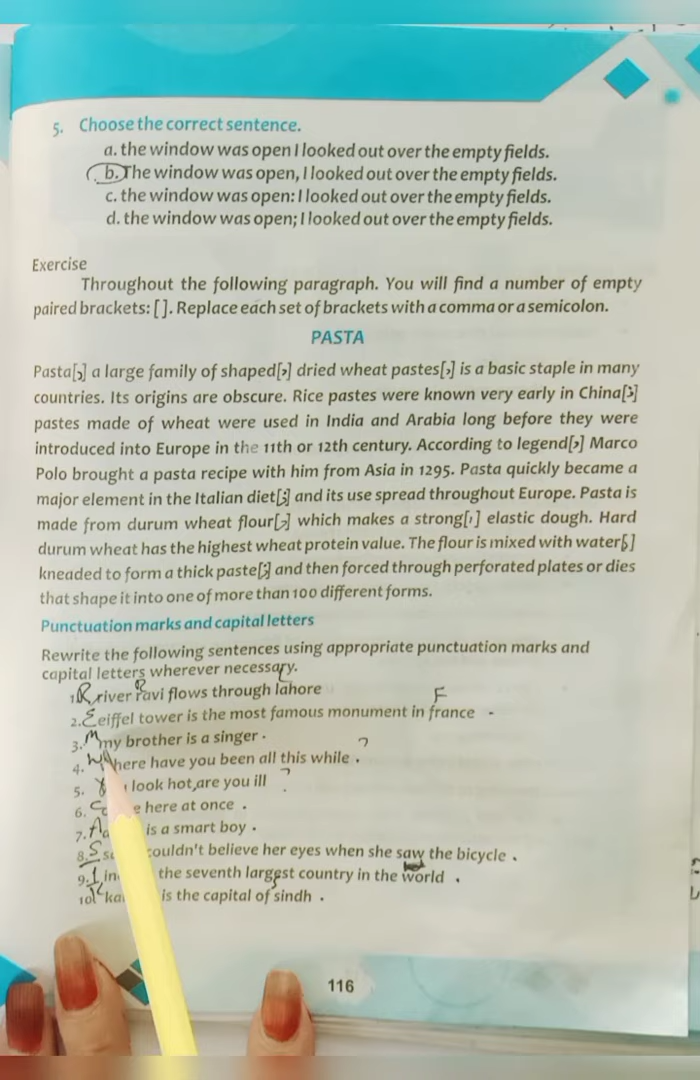 5. Choose the correct sentence.
a. the window was open I looked out over the empty fields.
b. The window was open, I looked out over the empty fields.
c. the window was open: I looked out over the empty fields.
d. the window was open; I looked out over the empty fields.
Exercise
Throughout the following paragraph. You will find a number of empty
paired brackets: [ ]. Replace each set of brackets with a comma or a semicolon.
PASTA
Pasta[,] a large family of shaped[,] dried wheat pastes[,] is a basic staple in many
countries. Its origins are obscure. Rice pastes were known very early in China[;]
pastes made of wheat were used in India and Arabia long before they were
introduced into Europe in the 11th or 12th century. According to legend[,] Marco
Polo brought a pasta recipe with him from Asia in 1295. Pasta quickly became a
major element in the Italian diet[;] and its use spread throughout Europe. Pasta is
made from durum wheat flour[,] which makes a strong[,] elastic dough. Hard
durum wheat has the highest wheat protein value. The flour is mixed with water[;]
kneaded to form a thick paste[;] and then forced through perforated plates or dies
that shape it into one of more than 100 different forms.
Punctuation marks and capital letters
Rewrite the following sentences using appropriate punctuation marks and
capital letters wherever necessary.
1. R river R ravi flows through lahore
2. E eiffel tower is the most famous monument in F france .
3. M my brother is a singer .
4. W where have you been all this while . ?
5. look hot, are you ill ?
6. here at once .
7. is a smart boy .
8. S couldn't believe her eyes when she saw the bicycle .
9. I the seventh largest country in the world .
10. K is the capital of S sindh .
116